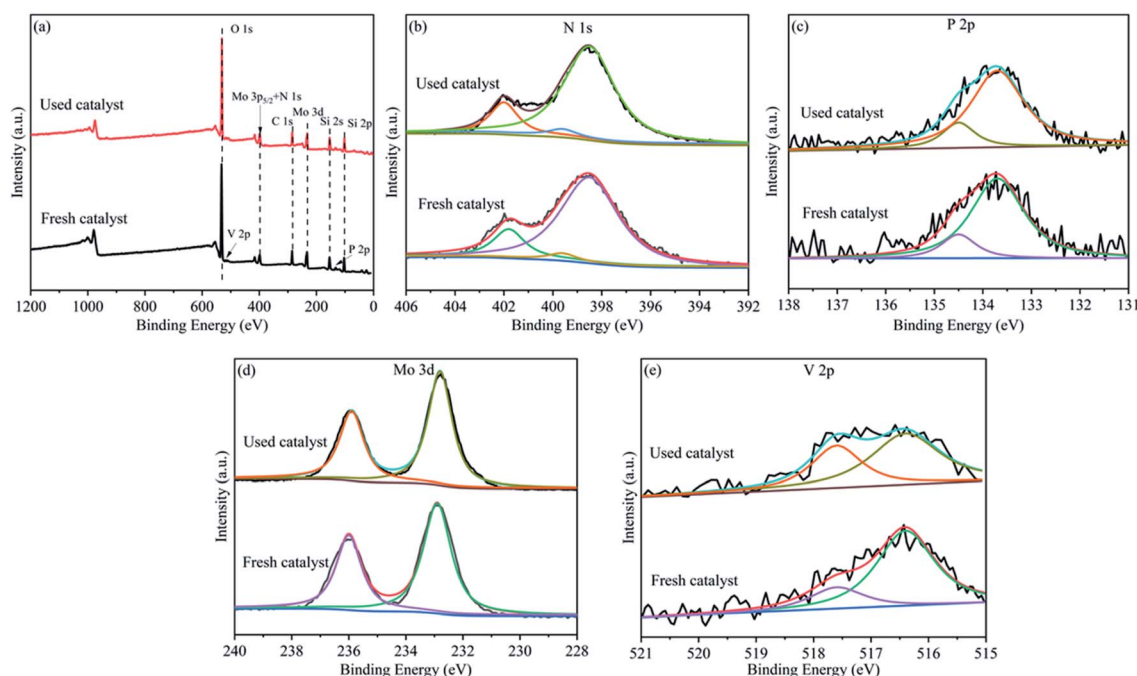 (a)
O 1s
Used catalyst
Mo 3p5/2+N 1s
Mo 3d
C 1s
Si 2s
Si 2p
Fresh catalyst
V 2p
P 2p
Intensity (a.u.)
1200 1000 800 600 400 200 0
Binding Energy (eV)
(b)
N 1s
Used catalyst
Fresh catalyst
Intensity (a.u.)
406 404 402 400 398 396 394 392
Binding Energy (eV)
(c)
P 2p
Used catalyst
Fresh catalyst
Intensity (a.u.)
138 137 136 135 134 133 132 131
Binding Energy (eV)
(d)
Mo 3d
Used catalyst
Fresh catalyst
Intensity (a.u.)
240 238 236 234 232 230 228
Binding Energy (eV)
(e)
V 2p
Used catalyst
Fresh catalyst
Intensity (a.u.)
521 520 519 518 517 516 515
Binding Energy (eV)